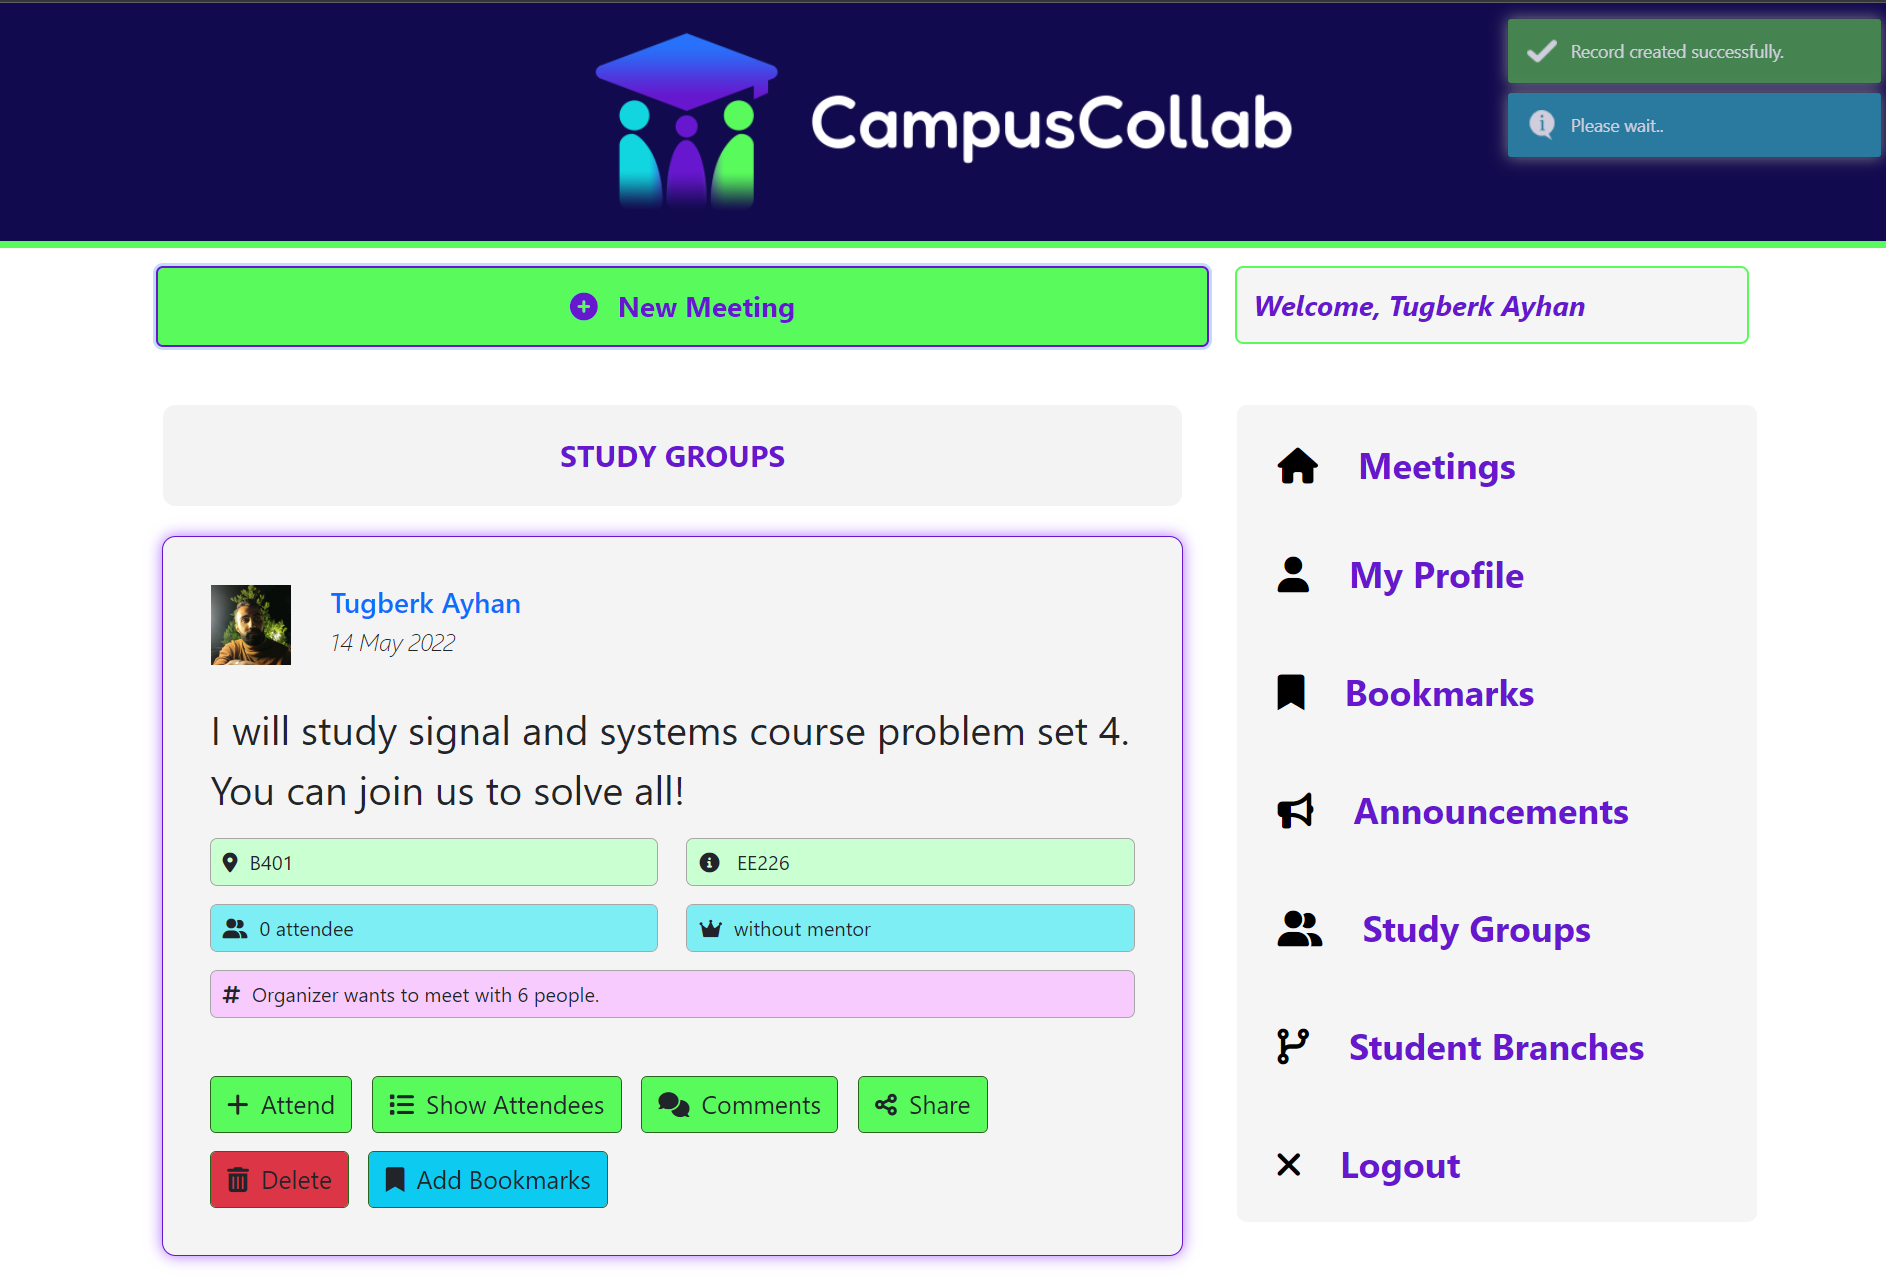 CampusCollab
Record created successfully.
Please wait..
New Meeting
Welcome, Tugberk Ayhan
STUDY GROUPS
Tugberk Ayhan
14 May 2022
I will study signal and systems course problem set 4.
You can join us to solve all!
B401
EE226
0 attendee
without mentor
# Organizer wants to meet with 6 people.
Attend
Show Attendees
Comments
Share
Delete
Add Bookmarks
Meetings
My Profile
Bookmarks
Announcements
Study Groups
Student Branches
Logout